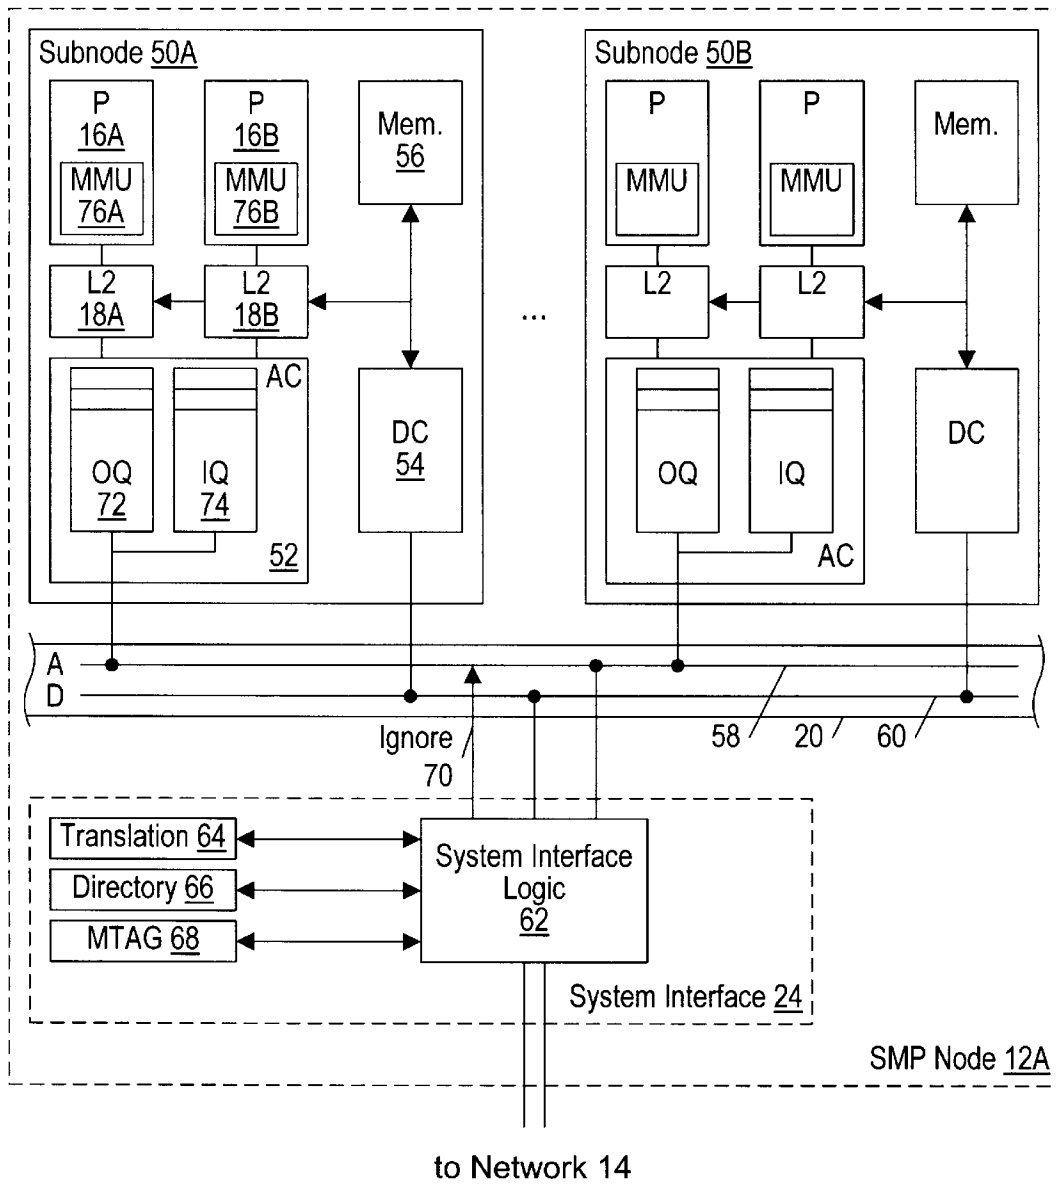 Subnode 50A
P
16A
MMU
76A
P
16B
MMU
76B
Mem.
56
L2
18A
L2
18B
AC
OQ
72
IQ
74
52
DC
54
...
Subnode 50B
P
MMU
P
MMU
Mem.
L2
L2
OQ
IQ
AC
DC
A
D
Ignore
70
58
20
60
Translation 64
Directory 66
MTAG 68
System Interface
Logic
62
System Interface 24
SMP Node 12A
to Network 14